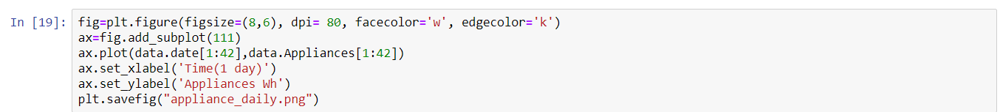 In [19]: fig=plt.figure(figsize=(8,6), dpi= 80, facecolor='w', edgecolor='k')
ax=fig.add_subplot(111)
ax.plot(data.date[1:42],data.Appliances[1:42])
ax.set_xlabel('Time(1 day)')
ax.set_ylabel('Appliances Wh')
plt.savefig("appliance_daily.png")